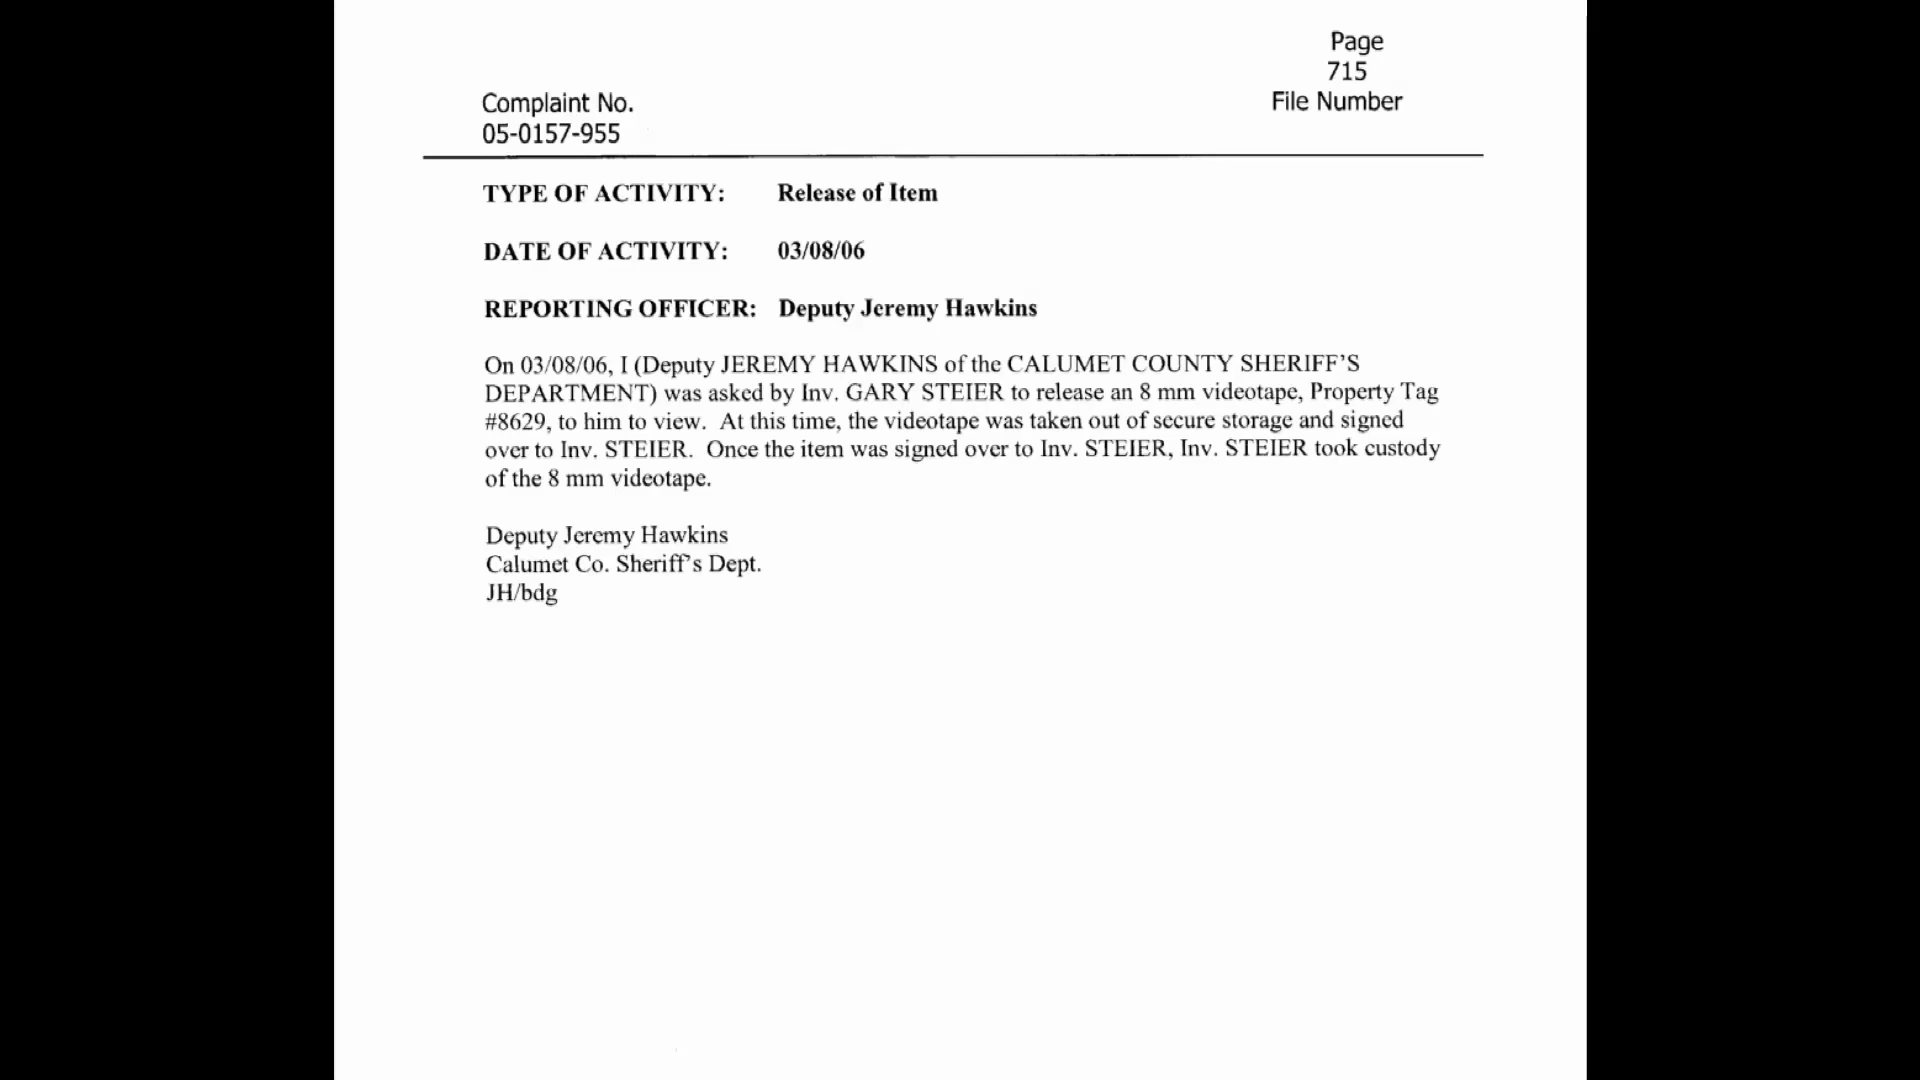 Page
715
File Number
Complaint No.
05-0157-955
TYPE OF ACTIVITY: Release of Item
DATE OF ACTIVITY: 03/08/06
REPORTING OFFICER: Deputy Jeremy Hawkins
On 03/08/06, I (Deputy JEREMY HAWKINS of the CALUMET COUNTY SHERIFF'S
DEPARTMENT) was asked by Inv. GARY STEIER to release an 8 mm videotape, Property Tag
#8629, to him to view. At this time, the videotape was taken out of secure storage and signed
over to Inv. STEIER. Once the item was signed over to Inv. STEIER, Inv. STEIER took custody
of the 8 mm videotape.
Deputy Jeremy Hawkins
Calumet Co. Sheriff's Dept.
JH/bdg